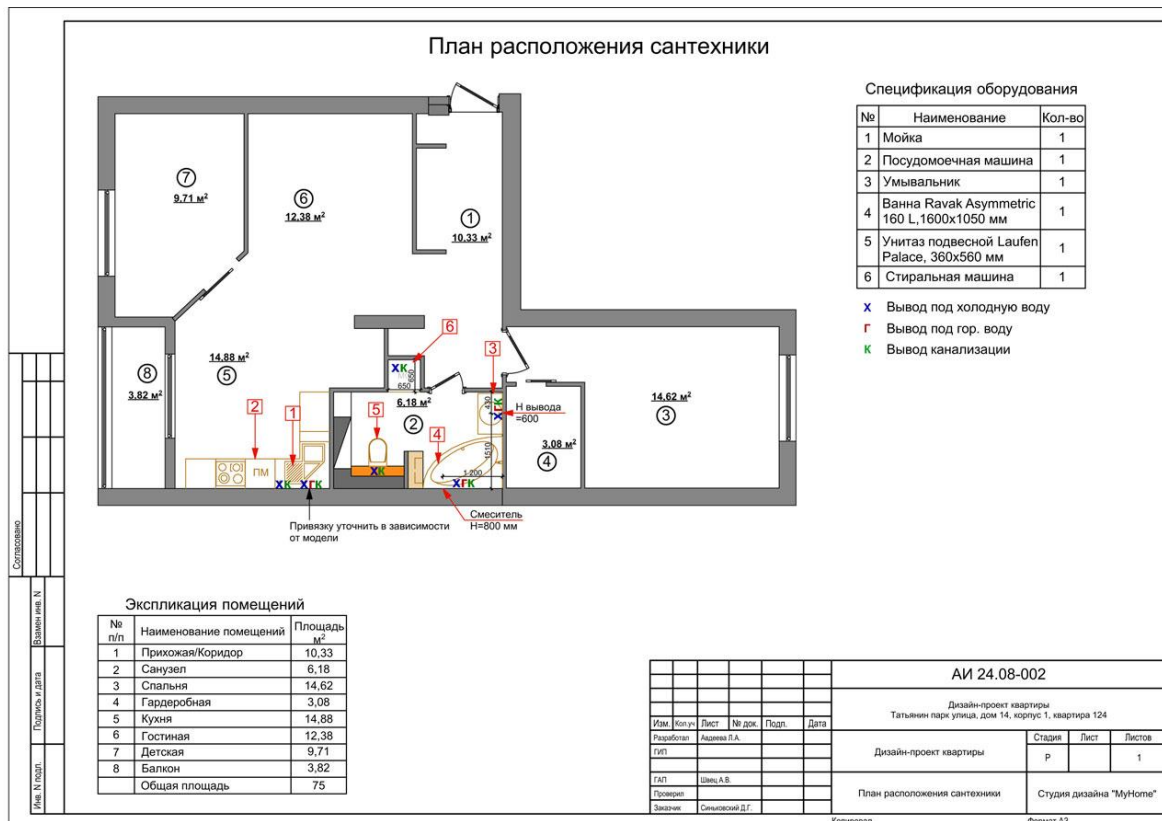 План расположения сантехники
Спецификация оборудования
№ Наименование Кол-во
1 Мойка 1
2 Посудомоечная машина 1
3 Умывальник 1
4 Ванна Ravak Asymmetric
160 L,1600x1050 мм 1
5 Унитаз подвесной Laufen
Palace, 360x560 мм 1
6 Стиральная машина 1
Х Вывод под холодную воду
Г Вывод под гор. воду
К Вывод канализации
7
9.71 м²
6
12.38 м²
1
10.33 м²
6
3
ХК
650
650
14.88 м²
5
8
3.82 м²
6.18 м²
2
5
4
2
1
ПМ
430
ХГК
1510
1 200
Н вывода
=600
14.62 м²
3
3.08 м²
4
ХК
ХГК
ХК
ХГК
Смеситель
Н=800 мм
Привязку уточнить в зависимости
от модели
Согласовано
Взамен инв. N
Подпись и дата
Инв. N подл.
Экспликация помещений
№ п/п Наименование помещений Площадь м²
1 Прихожая/Коридор 10,33
2 Санузел 6,18
3 Спальня 14,62
4 Гардеробная 3,08
5 Кухня 14,88
6 Гостиная 12,38
7 Детская 9,71
8 Балкон 3,82
Общая площадь 75
АИ 24.08-002
Дизайн-проект квартиры
Татьянин парк улица, дом 14, корпус 1, квартира 124
Изм. Кол.уч Лист № док. Подп. Дата
Разработал Авдеева Л.А.
ГИП
ГАП Швец А.В.
Проверил
Заказчик Синьковский Д.Г.
Дизайн-проект квартиры
Стадия Лист Листов
Р 1
План расположения сантехники
Студия дизайна "MyHome"
Копировал
Формат А3